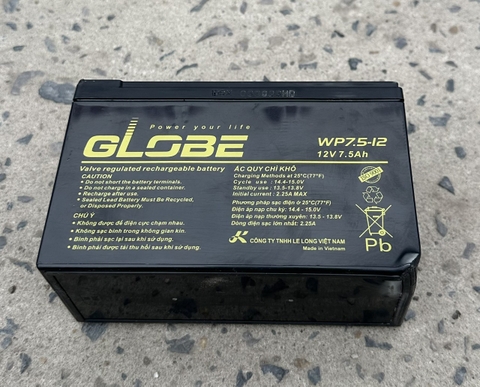 Power your life
GLOBE
WP7.5-12
12V 7.5Ah
Valve regulated rechargeable battery
CAUTION
• Do not short the battery terminals.
• Do not charge in a sealed container.
• Recharge after use.
• Sealed Lead Battery Must Be Recycled,
or Disposed Properly.
CHÚ Ý
• Không được để điện cực chạm nhau.
• Không sạc bình trong không gian kín.
• Bình phải sạc lại sau khi sử dụng.
• Bình phải được tái thu hồi sau khi sử dụng.
ẮC QUY CHÌ KHÔ
Charging Methods at 25°C(77°F)
Cycle use : 14.4-15.0V
Standby use : 13.5-13.8V
Initial current : 2.25A MAX
Phương pháp sạc điện ở 25°C(77°F)
Điện áp nạp chu kỳ: 14.4 - 15.0V
Điện áp nạp thường xuyên: 13.5 - 13.8V
Dòng điện sạc lớn nhất: 2.25A
CÔNG TY TNHH LE LONG VIỆT NAM
Made in Vietnam
Pb